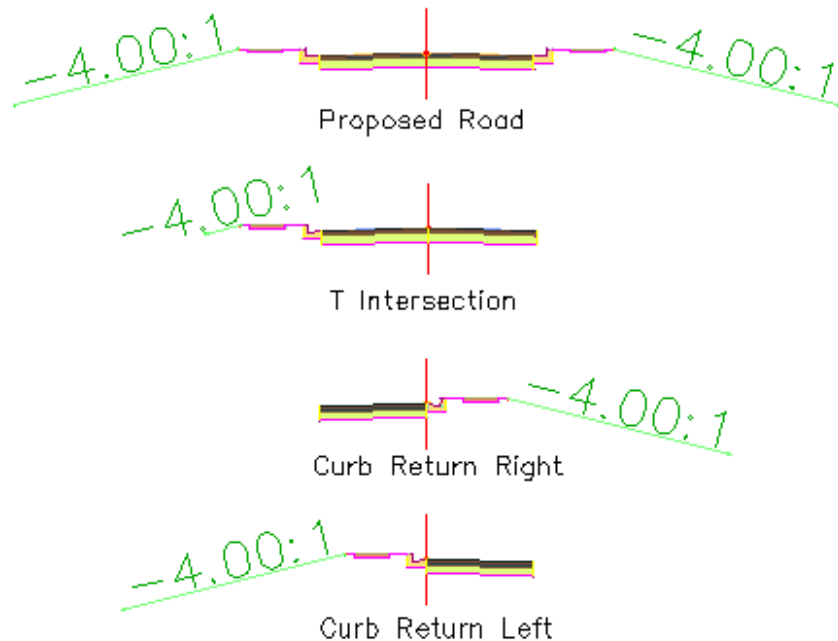 -4.00:1
-4.00:1
Proposed Road
-4.00:1
T Intersection
-4.00:1
Curb Return Right
-4.00:1
Curb Return Left